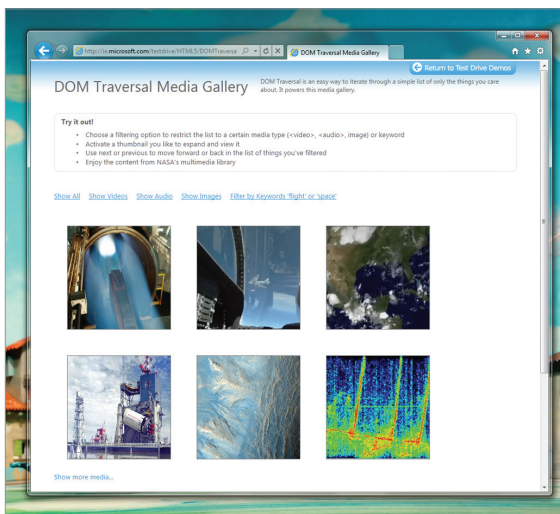 http://ie.microsoft.com/testdrive/HTML5/DOMTraversa
DOM Traversal Media Gallery
Return to Test Drive Demos
DOM Traversal Media Gallery
DOM Traversal is an easy way to iterate through a simple list of only the things you care
about. It powers this media gallery.
Try it out!
• Choose a filtering option to restrict the list to a certain media type (<video>, <audio>, image) or keyword
• Activate a thumbnail you like to expand and view it
• Use next or previous to move forward or back in the list of things you've filtered
• Enjoy the content from NASA's multimedia library
Show All Show Videos Show Audio Show Images Filter by Keywords 'flight' or 'space'
Show more media...